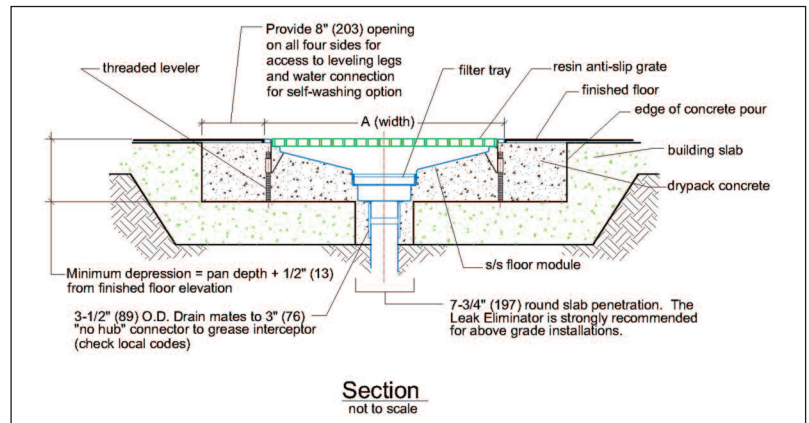 Provide 8" (203) opening
on all four sides for
access to leveling legs
and water connection
for self-washing option
threaded leveler
filter tray
resin anti-slip grate
finished floor
edge of concrete pour
A (width)
building slab
drypack concrete
s/s floor module
Minimum depression = pan depth + 1/2" (13)
from finished floor elevation
3-1/2" (89) O.D. Drain mates to 3" (76)
"no hub" connector to grease interceptor
(check local codes)
7-3/4" (197) round slab penetration. The
Leak Eliminator is strongly recommended
for above grade installations.
Section
not to scale